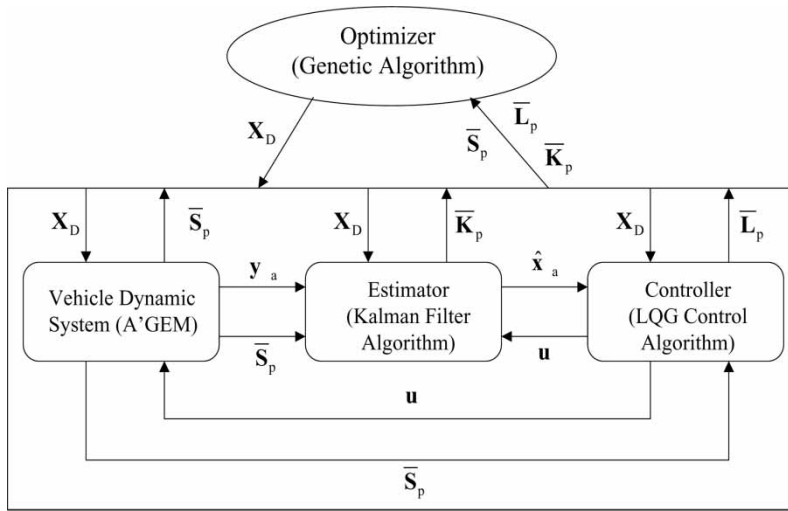 Optimizer
(Genetic Algorithm)
X_D
S̅_p
L̅_p
K̅_p
X_D
S̅_p
X_D
K̅_p
X_D
L̅_p
Vehicle Dynamic
System (A’GEM)
y_a
S̅_p
Estimator
(Kalman Filter
Algorithm)
x̂_a
u
Controller
(LQG Control
Algorithm)
u
S̅_p